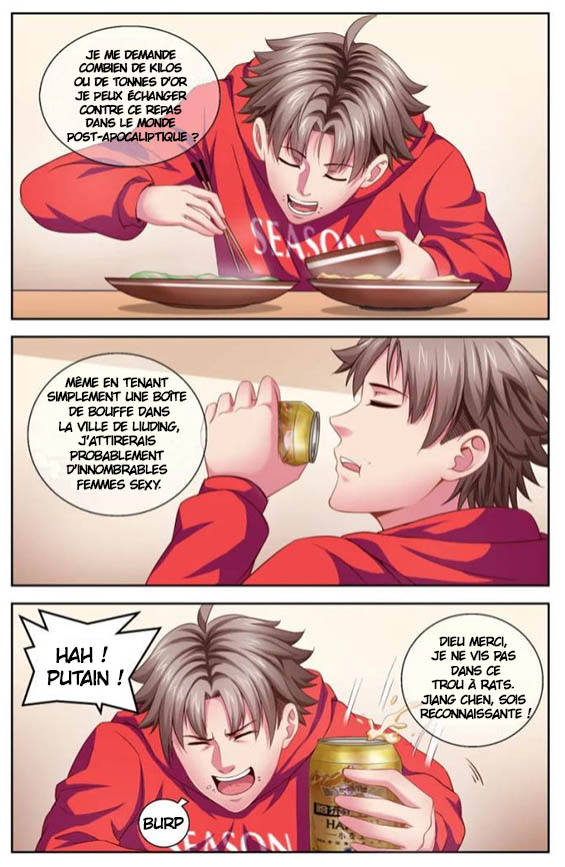 JE ME DEMANDE
COMBIEN DE KILOS
OU DE TONNES D'OR
JE PEUX ÉCHANGER
CONTRE CE REPAS
DANS LE MONDE
POST-APOCALIPTIQUE ?
SEASON
MÊME EN TENANT
SIMPLEMENT UNE BOÎTE
DE BOUFFE DANS
LA VILLE DE LIUDING,
J'ATTIRERAIS
PROBABLEMENT
D'INNOMBRABLES
FEMMES SEXY.
HAH !
PUTAIN !
DIEU MERCI,
JE NE VIS PAS
DANS CE
TROU À RATS.
JIANG CHEN, SOIS
RECONNAISSANTE !
BURP
SEASON